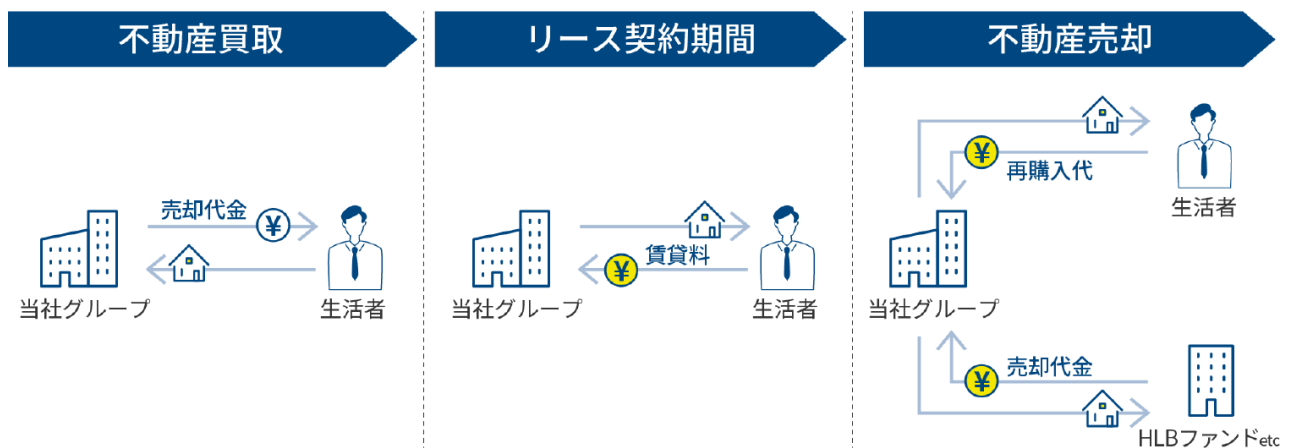 不動産買取
売却代金
¥
当社グループ
生活者
リース契約期間
¥
賃貸料
当社グループ
生活者
不動産売却
¥
再購入代
生活者
当社グループ
¥
売却代金
HLBファンドetc